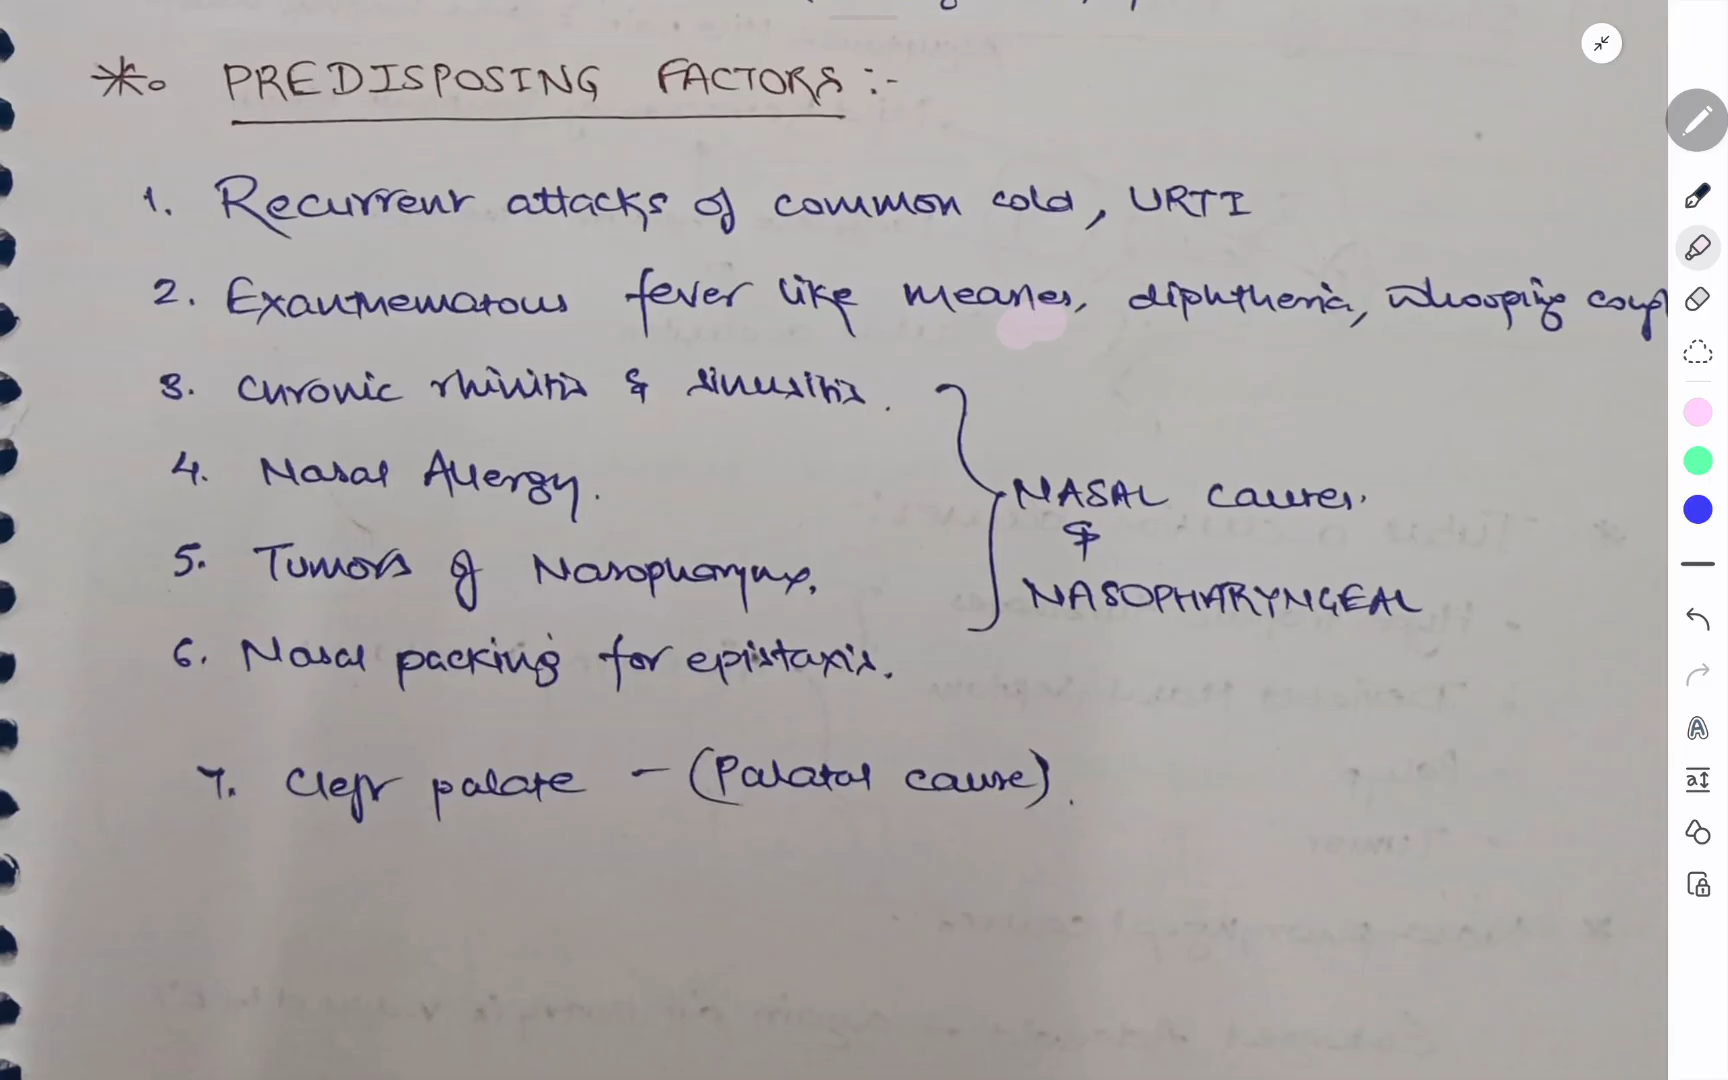 *. PREDISPOSING FACTORS :-
1. Recurrent attacks of common cold, URTI
2. Exanthematous fever like measles, diphtheria, whooping cough
3. Chronic rhinitis & sinusitis.
4. Nasal Allergy.
NASAL causes.
&
5. Tumors of Nasopharynx.
NASOPHARYNGEAL
6. Nasal packing for epistaxis.
7. Cleft palate - (Palatal cause).